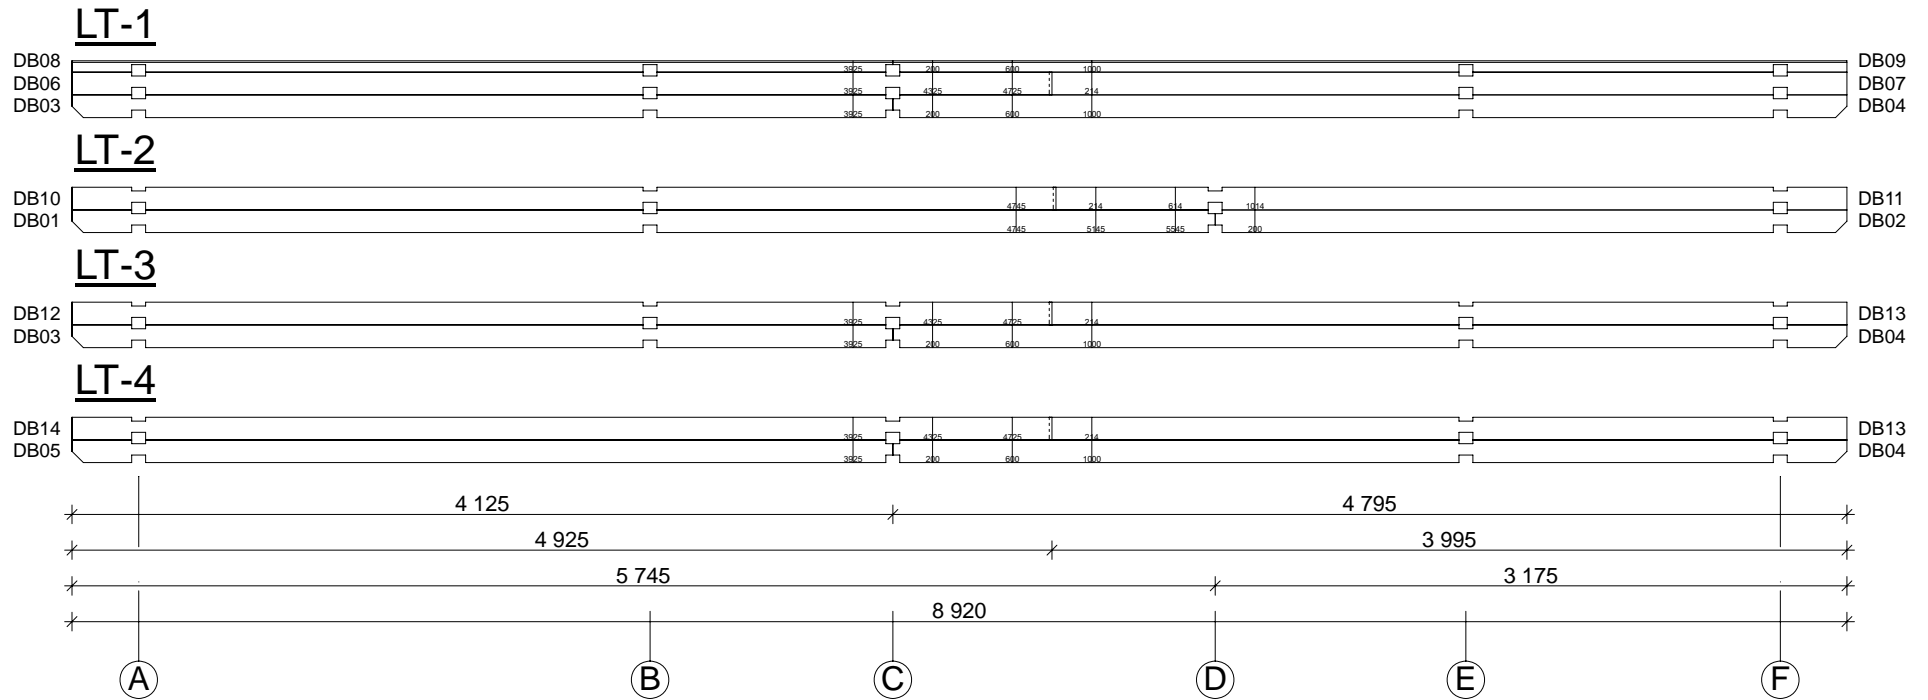 LT-1
DB08 DB09
3925 200 600 1000
DB06 DB07
3925 4325 4725 214
DB03 DB04
3925 200 600 1000
LT-2
DB10 DB11
4745 214 614 1014
DB01 DB02
4745 5145 5545 200
LT-3
DB12 DB13
3925 4325 4725 214
DB03 DB04
3925 200 600 1000
LT-4
DB14 DB13
3925 4325 4725 214
DB05 DB04
3925 200 600 1000
4 125 4 795
4 925 3 995
5 745 3 175
8 920
A B C D E F